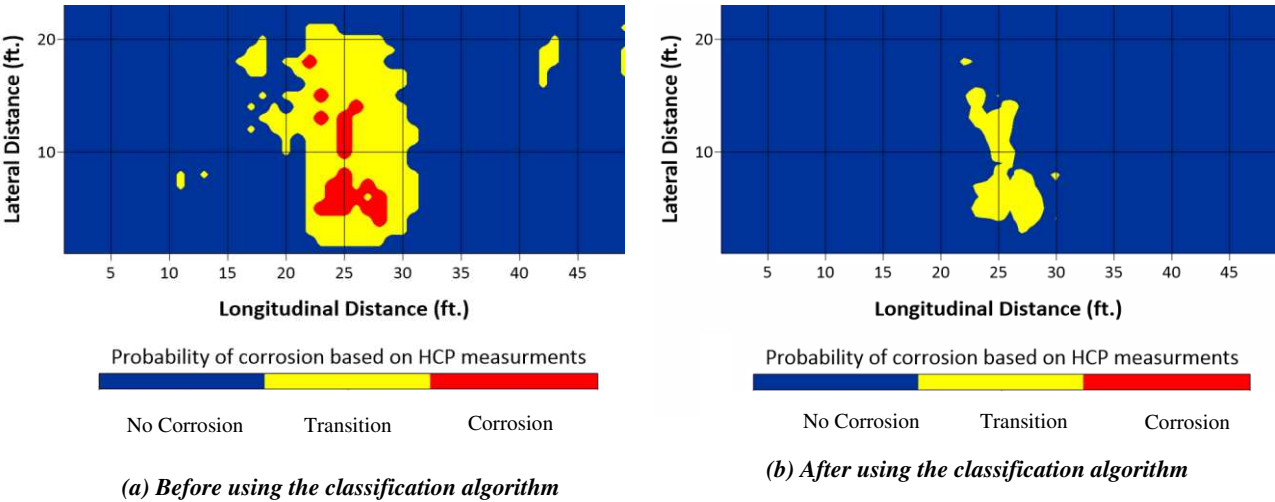 20
10
Lateral Distance (ft.)
5 10 15 20 25 30 35 40 45
Longitudinal Distance (ft.)
Probability of corrosion based on HCP measurments
No Corrosion Transition Corrosion
(a) Before using the classification algorithm
20
10
Lateral Distance (ft.)
5 10 15 20 25 30 35 40 45
Longitudinal Distance (ft.)
Probability of corrosion based on HCP measurments
No Corrosion Transition Corrosion
(b) After using the classification algorithm